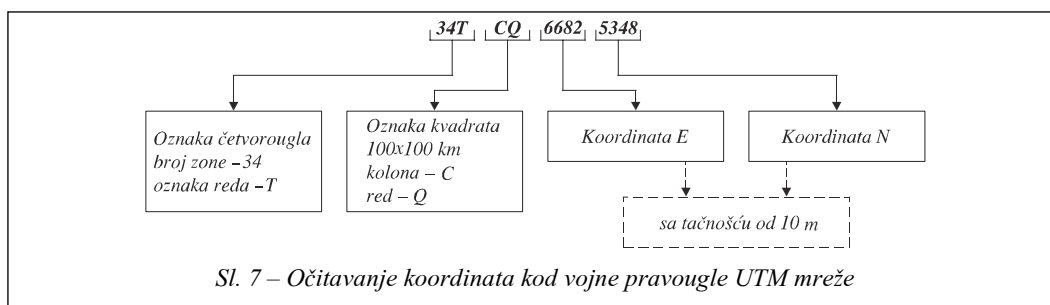 34T CQ 6682 5348
Oznaka četvorougla
broj zone –34
oznaka reda –T
Oznaka kvadrata
100x100 km
kolona – C
red – Q
Koordinata E
Koordinata N
sa tačnošću od 10 m
Sl. 7 – Očitavanje koordinata kod vojne pravougle UTM mreže